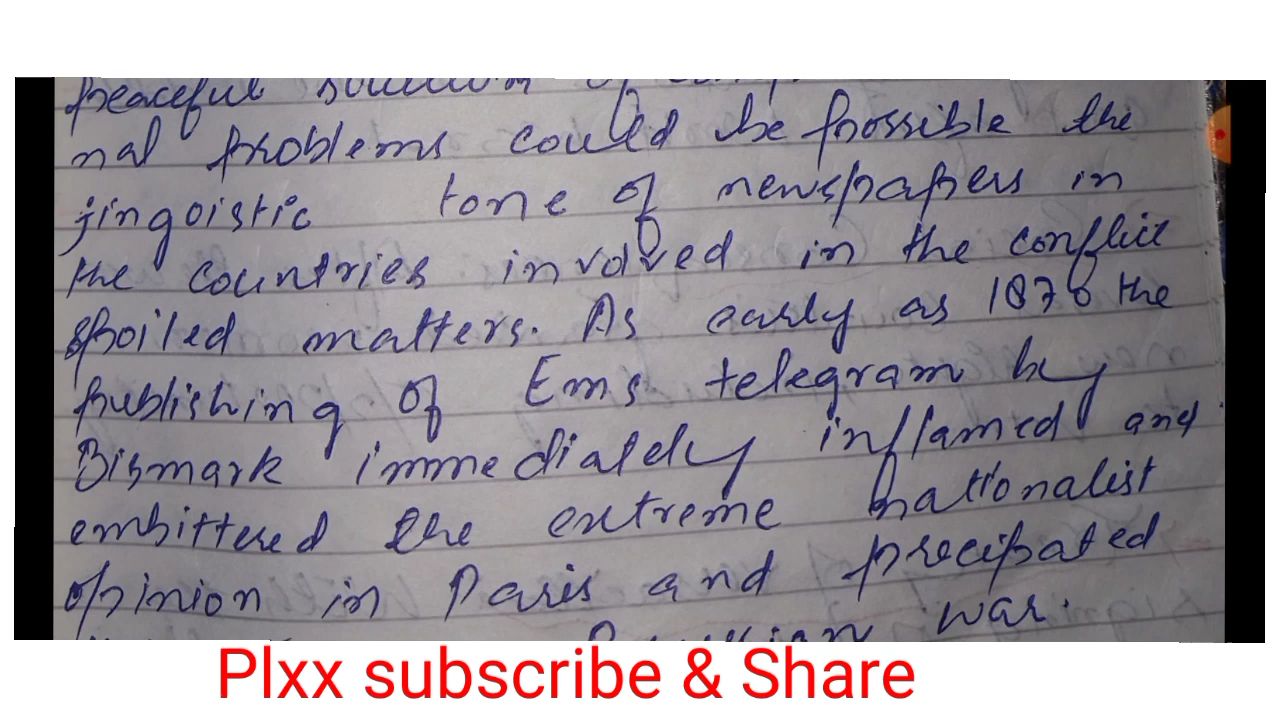 peaceful solution of
nal problems could be possible the
jingoistic tone of newspapers in
the countries involved in the conflict
spoiled matters. As early as 1870 the
publishing of Ems telegram by
Bismark immediately inflamed and
embittered the extreme nationalist
opinion in Paris and precipated
war.
Plxx subscribe & Share